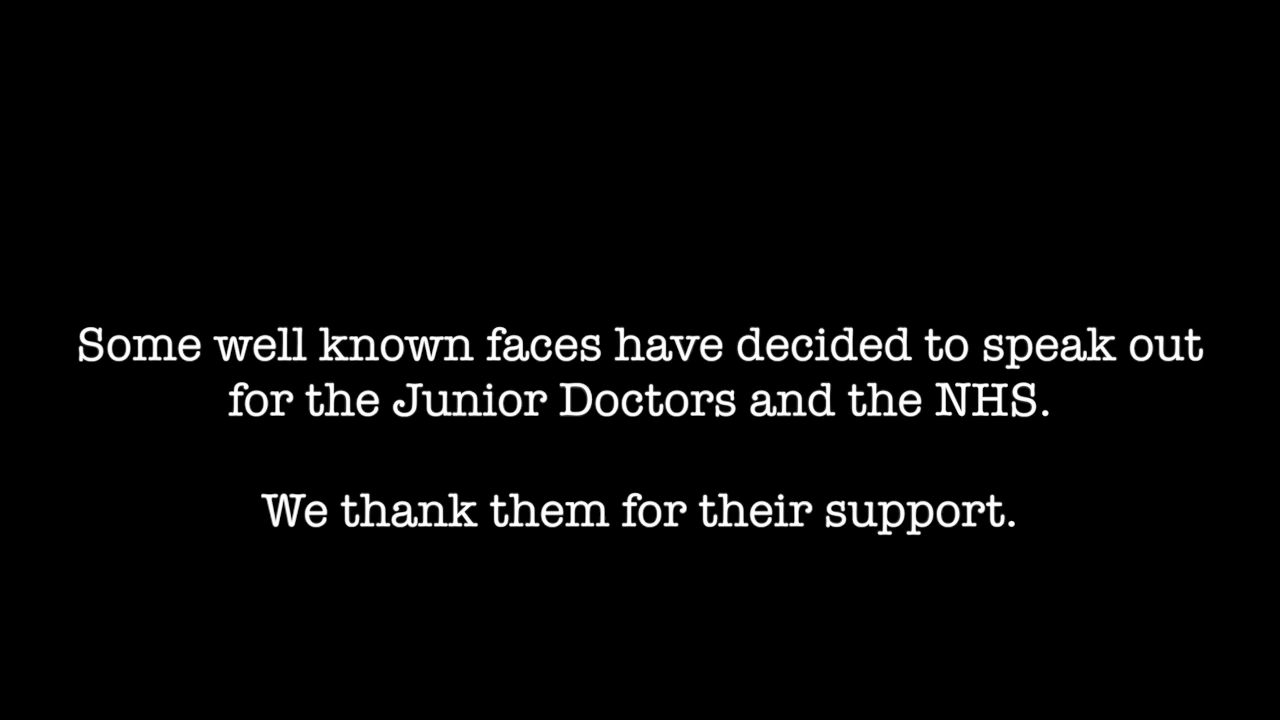 Some well known faces have decided to speak out
for the Junior Doctors and the NHS.
We thank them for their support.